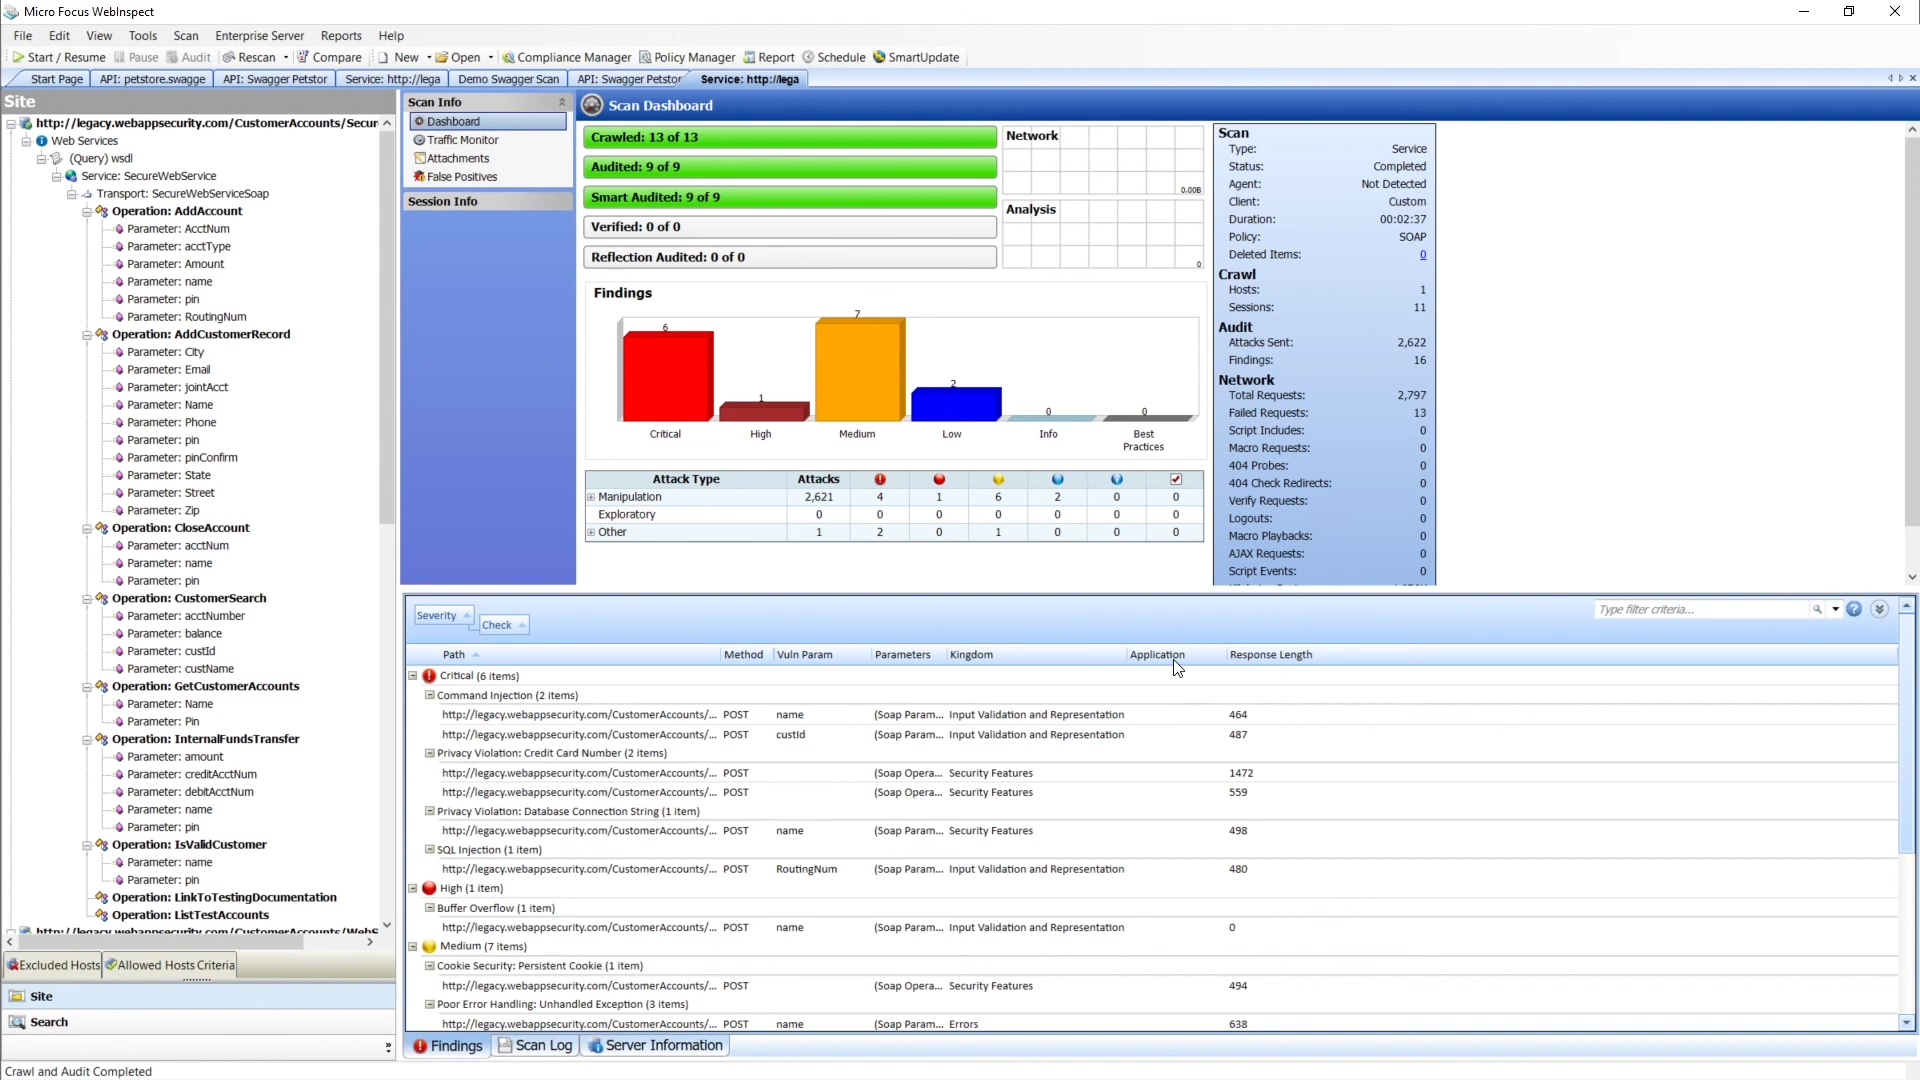 Micro Focus WebInspect
File Edit View Tools Scan Enterprise Server Reports Help
Start / Resume Pause Audit Rescan Compare New Open Compliance Manager Policy Manager Report Schedule SmartUpdate
Start Page API: petstore.swagge API: Swagger Petstor Service: http://lega Demo Swagger Scan API: Swagger Petstor Service: http://lega
Site
http://legacy.webappsecurity.com/CustomerAccounts/Secur
Web Services
(Query) wsdl
Service: SecureWebService
Transport: SecureWebServiceSoap
Operation: AddAccount
Parameter: AcctNum
Parameter: acctType
Parameter: Amount
Parameter: name
Parameter: pin
Parameter: RoutingNum
Operation: AddCustomerRecord
Parameter: City
Parameter: Email
Parameter: jointAcct
Parameter: Name
Parameter: Phone
Parameter: pin
Parameter: pinConfirm
Parameter: State
Parameter: Street
Parameter: Zip
Operation: CloseAccount
Parameter: acctNum
Parameter: name
Parameter: pin
Operation: CustomerSearch
Parameter: acctNumber
Parameter: balance
Parameter: custId
Parameter: custName
Operation: GetCustomerAccounts
Parameter: Name
Parameter: Pin
Operation: InternalFundsTransfer
Parameter: amount
Parameter: creditAcctNum
Parameter: debitAcctNum
Parameter: name
Parameter: pin
Operation: IsValidCustomer
Parameter: name
Parameter: pin
Operation: LinkToTestingDocumentation
Operation: ListTestAccounts
http://legacy.webappsecurity.com/CustomerAccounts/WebS
Excluded Hosts Allowed Hosts Criteria
Site
Search
Scan Info
Dashboard
Traffic Monitor
Attachments
False Positives
Session Info
Scan Dashboard
Crawled: 13 of 13
Audited: 9 of 9
Smart Audited: 9 of 9
Verified: 0 of 0
Reflection Audited: 0 of 0
Network
0.00B
Analysis
0
Findings
6 1 7 2 0 0
Critical High Medium Low Info Best Practices
Attack Type Attacks
Manipulation 2,621 4 1 6 2 0 0
Exploratory 0 0 0 0 0 0 0
Other 1 2 0 1 0 0 0
Scan
Type: Service
Status: Completed
Agent: Not Detected
Client: Custom
Duration: 00:02:37
Policy: SOAP
Deleted Items: 0
Crawl
Hosts: 1
Sessions: 11
Audit
Attacks Sent: 2,622
Findings: 16
Network
Total Requests: 2,797
Failed Requests: 13
Script Includes: 0
Macro Requests: 0
404 Probes: 0
404 Check Redirects: 0
Verify Requests: 0
Logouts: 0
Macro Playbacks: 0
AJAX Requests: 0
Script Events: 0
Severity
Check
Type filter criteria...
Path Method Vuln Param Parameters Kingdom Application Response Length
Critical (6 items)
Command Injection (2 items)
http://legacy.webappsecurity.com/CustomerAccounts/... POST name (Soap Param... Input Validation and Representation 464
http://legacy.webappsecurity.com/CustomerAccounts/... POST custId (Soap Param... Input Validation and Representation 487
Privacy Violation: Credit Card Number (2 items)
http://legacy.webappsecurity.com/CustomerAccounts/... POST (Soap Opera... Security Features 1472
http://legacy.webappsecurity.com/CustomerAccounts/... POST (Soap Opera... Security Features 559
Privacy Violation: Database Connection String (1 item)
http://legacy.webappsecurity.com/CustomerAccounts/... POST name (Soap Param... Security Features 498
SQL Injection (1 item)
http://legacy.webappsecurity.com/CustomerAccounts/... POST RoutingNum (Soap Param... Input Validation and Representation 480
High (1 item)
Buffer Overflow (1 item)
http://legacy.webappsecurity.com/CustomerAccounts/... POST name (Soap Param... Input Validation and Representation 0
Medium (7 items)
Cookie Security: Persistent Cookie (1 item)
http://legacy.webappsecurity.com/CustomerAccounts/... POST (Soap Opera... Security Features 494
Poor Error Handling: Unhandled Exception (3 items)
http://legacy.webappsecurity.com/CustomerAccounts/... POST name (Soap Param... Errors 638
Findings Scan Log Server Information
Crawl and Audit Completed